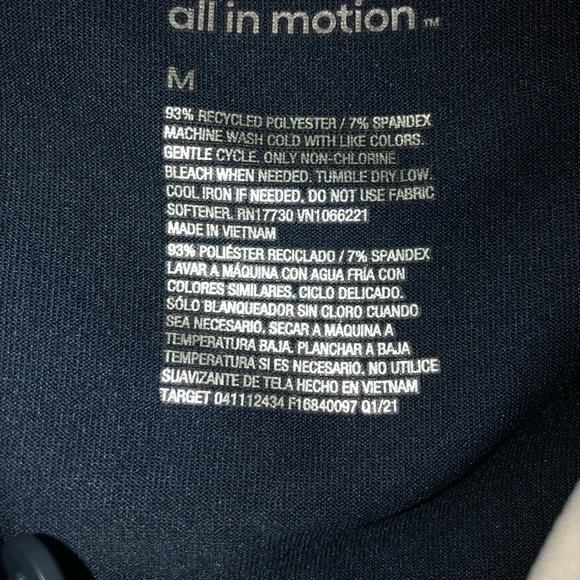 all in motion ™
M
93% RECYCLED POLYESTER / 7% SPANDEX
MACHINE WASH COLD WITH LIKE COLORS.
GENTLE CYCLE. ONLY NON-CHLORINE
BLEACH WHEN NEEDED. TUMBLE DRY LOW.
COOL IRON IF NEEDED. DO NOT USE FABRIC
SOFTENER. RN17730 VN1066221
MADE IN VIETNAM
93% POLIÉSTER RECICLADO / 7% SPANDEX
LAVAR A MÁQUINA CON AGUA FRÍA CON
COLORES SIMILARES. CICLO DELICADO.
SÓLO BLANQUEADOR SIN CLORO CUANDO
SEA NECESARIO. SECAR A MÁQUINA A
TEMPERATURA BAJA. PLANCHAR A BAJA
TEMPERATURA SI ES NECESARIO. NO UTILICE
SUAVIZANTE DE TELA HECHO EN VIETNAM
TARGET 041112434 F16840097 Q1/21